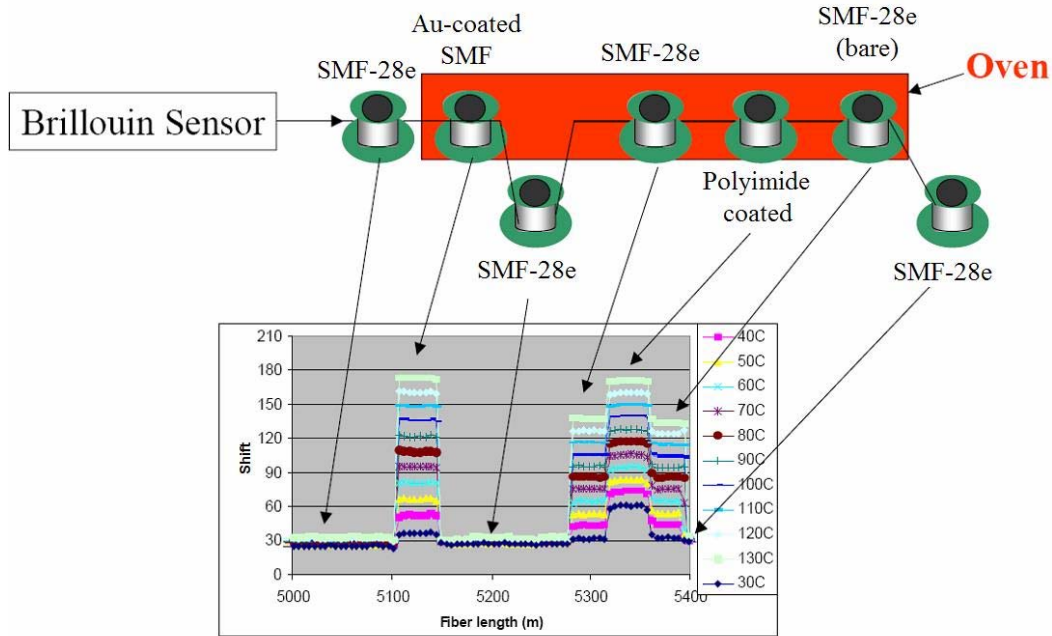 Au-coated
SMF
SMF-28e
SMF-28e
SMF-28e
(bare)
Oven
Brillouin Sensor
SMF-28e
Polyimide
coated
SMF-28e
210
180
150
120
90
60
30
0
Shift
5000
5100
5200
5300
5400
Fiber length (m)
40C
50C
60C
70C
80C
90C
100C
110C
120C
130C
30C